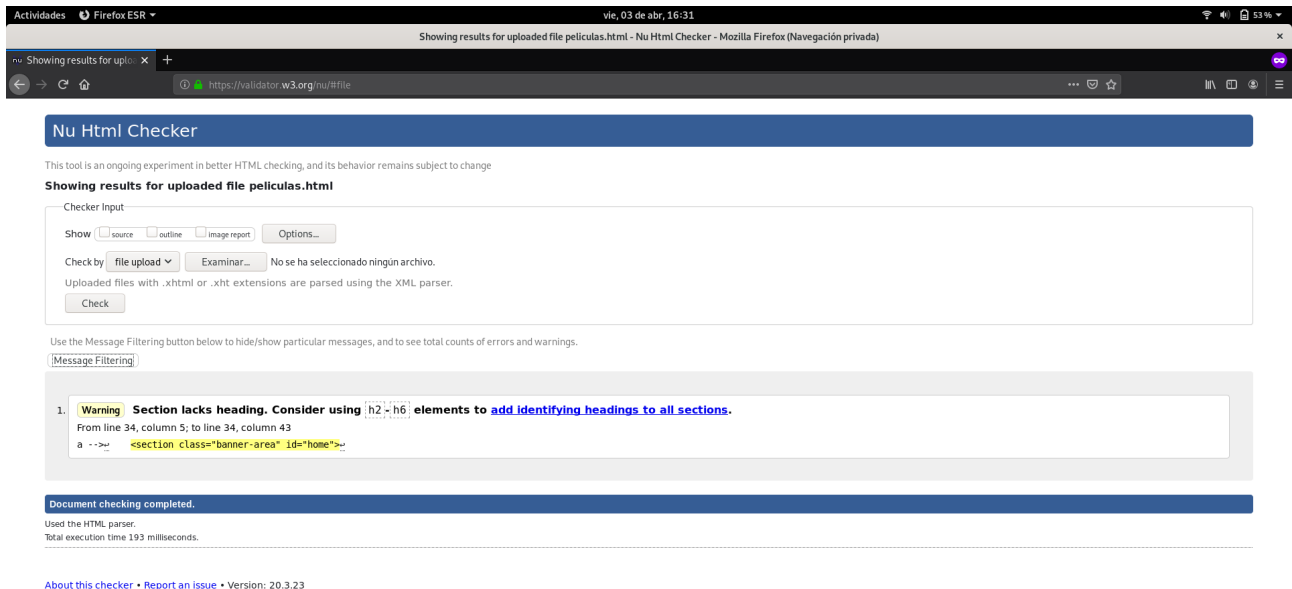 Actividades Firefox ESR vie, 03 de abr, 16:31 53 %
Showing results for uploaded file peliculas.html - Nu Html Checker - Mozilla Firefox (Navegación privada) ×
nu Showing results for uplo × +
https://validator.w3.org/nu/#file
Nu Html Checker
This tool is an ongoing experiment in better HTML checking, and its behavior remains subject to change
Showing results for uploaded file peliculas.html
Checker Input
Show source outline image report Options...
Check by file upload Examinar... No se ha seleccionado ningún archivo.
Uploaded files with .xhtml or .xht extensions are parsed using the XML parser.
Check
Use the Message Filtering button below to hide/show particular messages, and to see total counts of errors and warnings.
Message Filtering
1. Warning Section lacks heading. Consider using h2-h6 elements to add identifying headings to all sections.
From line 34, column 5; to line 34, column 43
a -->↩ <section class="banner-area" id="home">↩
Document checking completed.
Used the HTML parser.
Total execution time 193 milliseconds.
About this checker • Report an issue • Version: 20.3.23